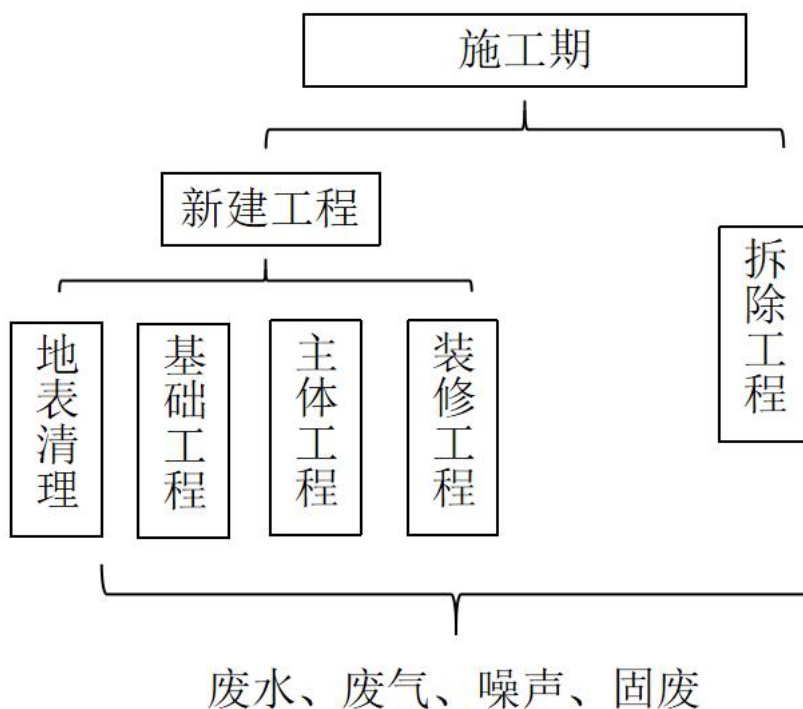 施工期
新建工程
拆除工程
地表清理
基础工程
主体工程
装修工程
废水、废气、噪声、固废